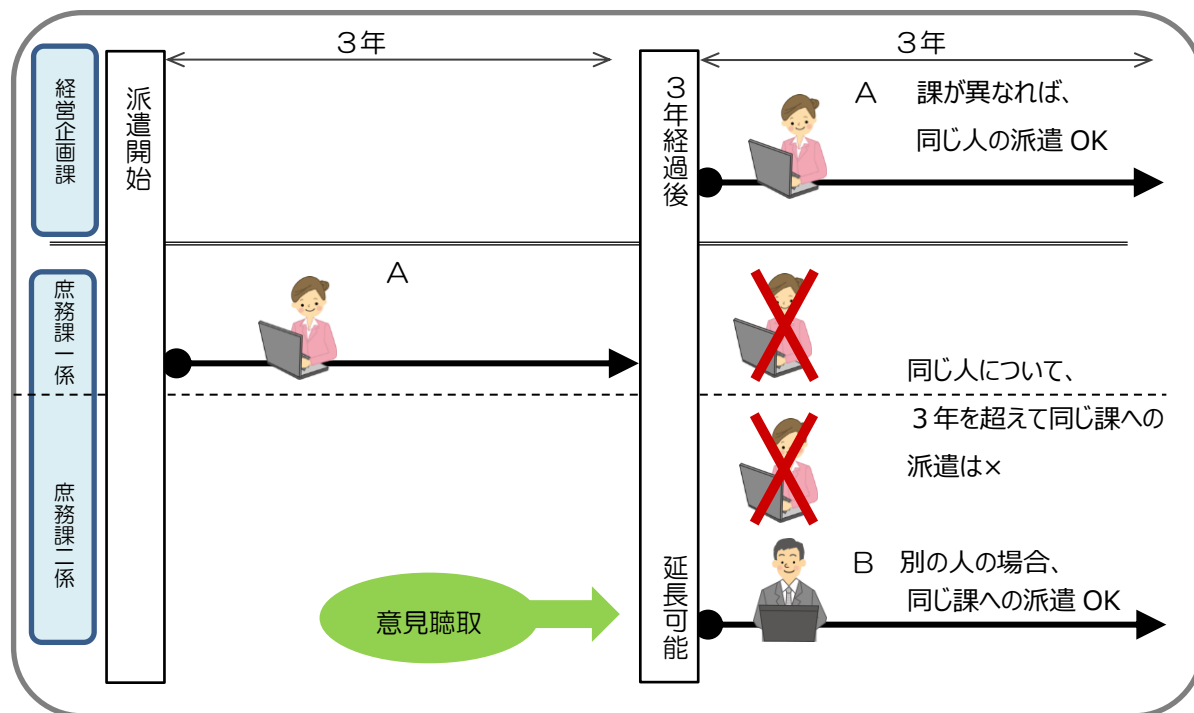 3年
3年
経営企画課
派遣開始
3年経過後
A 課が異なれば、
同じ人の派遣 OK
庶務課一係
A
同じ人について、
3年を超えて同じ課への
派遣は×
庶務課二係
意見聴取
延長可能
B 別の人の場合、
同じ課への派遣 OK